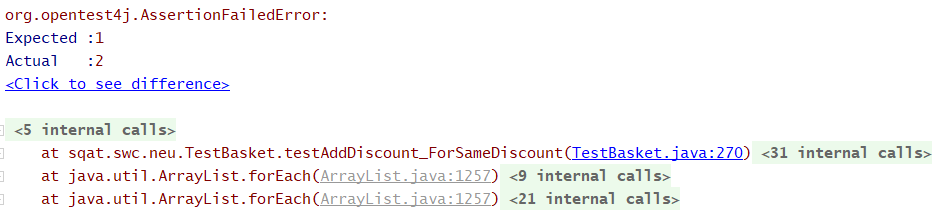 org.opentest4j.AssertionFailedError:
Expected :1
Actual   :2
<Click to see difference>
<5 internal calls>
at sqat.swc.neu.TestBasket.testAddDiscount_ForSameDiscount(TestBasket.java:270) <31 internal calls>
at java.util.ArrayList.forEach(ArrayList.java:1257) <9 internal calls>
at java.util.ArrayList.forEach(ArrayList.java:1257) <21 internal calls>